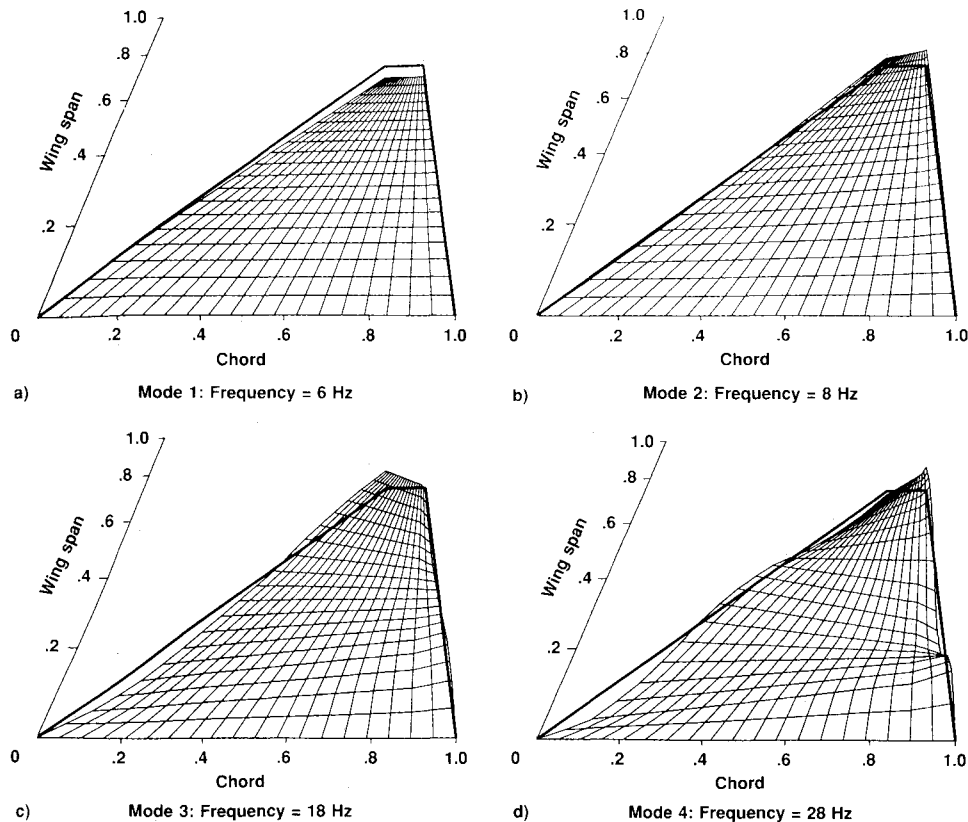 1.0
.8
.6
.4
.2
Wing span
0
.2
.4
.6
.8
1.0
Chord
a)
Mode 1: Frequency = 6 Hz
1.0
.8
.6
.4
.2
Wing span
0
.2
.4
.6
.8
1.0
Chord
b)
Mode 2: Frequency = 8 Hz
1.0
.8
.6
.4
.2
Wing span
0
.2
.4
.6
.8
1.0
Chord
c)
Mode 3: Frequency = 18 Hz
1.0
.8
.6
.4
.2
Wing span
0
.2
.4
.6
.8
1.0
Chord
d)
Mode 4: Frequency = 28 Hz